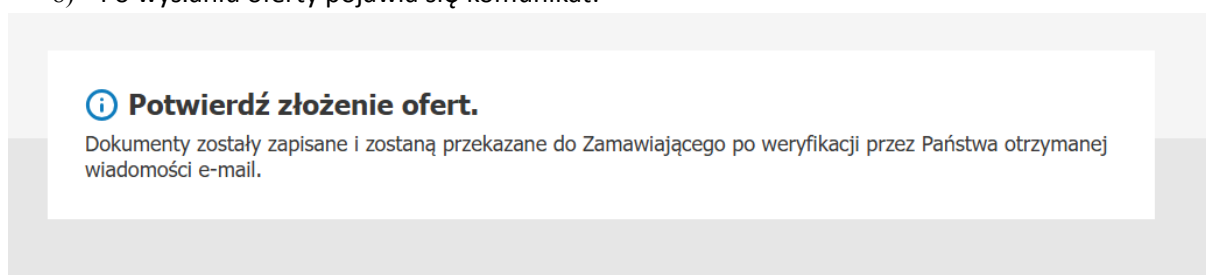 Po wysłaniu oferty pojawia się komunikat:
Potwierdź złożenie ofert.
Dokumenty zostały zapisane i zostaną przekazane do Zamawiającego po weryfikacji przez Państwa otrzymanej
wiadomości e-mail.